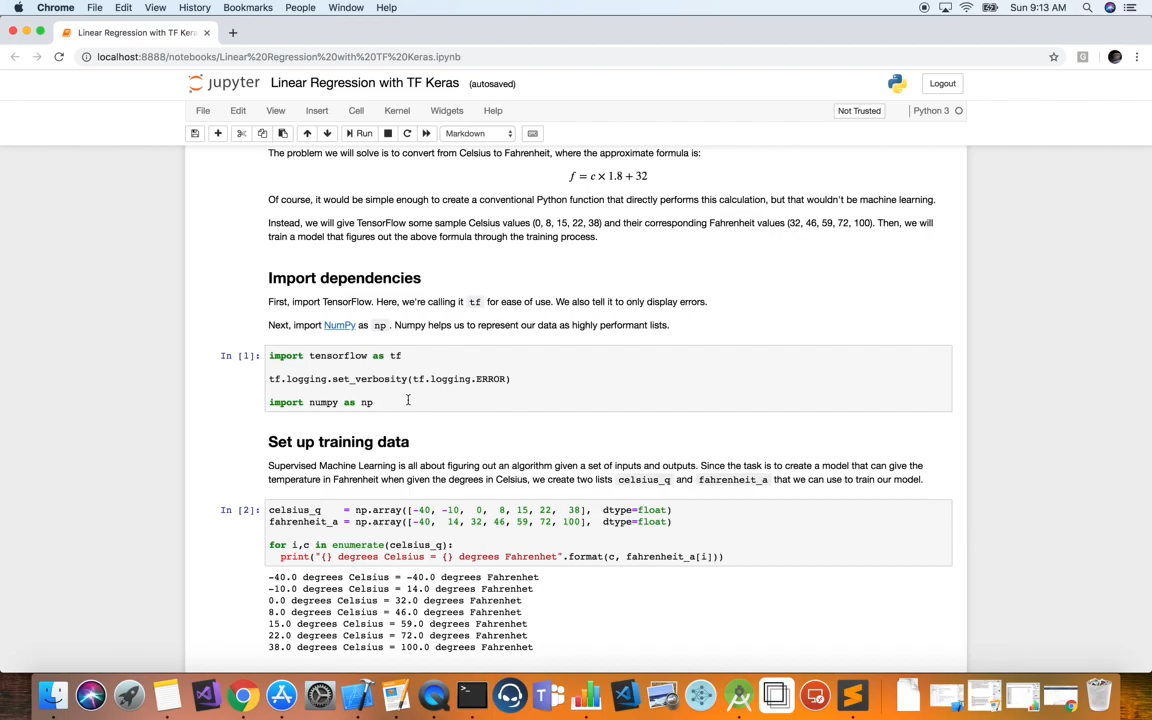 Chrome File Edit View History Bookmarks People Window Help Sun 9:13 AM
Linear Regression with TF Kera
localhost:8888/notebooks/Linear%20Regression%20with%20TF%20Keras.ipynb
jupyter Linear Regression with TF Keras (autosaved) Logout
File Edit View Insert Cell Kernel Widgets Help Not Trusted Python 3
Run Markdown
The problem we will solve is to convert from Celsius to Fahrenheit, where the approximate formula is:
f = c × 1.8 + 32
Of course, it would be simple enough to create a conventional Python function that directly performs this calculation, but that wouldn't be machine learning.
Instead, we will give TensorFlow some sample Celsius values (0, 8, 15, 22, 38) and their corresponding Fahrenheit values (32, 46, 59, 72, 100). Then, we will
train a model that figures out the above formula through the training process.
Import dependencies
First, import TensorFlow. Here, we're calling it tf for ease of use. We also tell it to only display errors.
Next, import NumPy as np . Numpy helps us to represent our data as highly performant lists.
In [1]: import tensorflow as tf
tf.logging.set_verbosity(tf.logging.ERROR)
import numpy as np
Set up training data
Supervised Machine Learning is all about figuring out an algorithm given a set of inputs and outputs. Since the task is to create a model that can give the
temperature in Fahrenheit when given the degrees in Celsius, we create two lists celsius_q and fahrenheit_a that we can use to train our model.
In [2]: celsius_q    = np.array([-40, -10,  0,  8, 15, 22,  38],  dtype=float)
fahrenheit_a = np.array([-40,  14, 32, 46, 59, 72, 100],  dtype=float)
for i,c in enumerate(celsius_q):
print("{} degrees Celsius = {} degrees Fahrenhet".format(c, fahrenheit_a[i]))
-40.0 degrees Celsius = -40.0 degrees Fahrenhet
-10.0 degrees Celsius = 14.0 degrees Fahrenhet
0.0 degrees Celsius = 32.0 degrees Fahrenhet
8.0 degrees Celsius = 46.0 degrees Fahrenhet
15.0 degrees Celsius = 59.0 degrees Fahrenhet
22.0 degrees Celsius = 72.0 degrees Fahrenhet
38.0 degrees Celsius = 100.0 degrees Fahrenhet